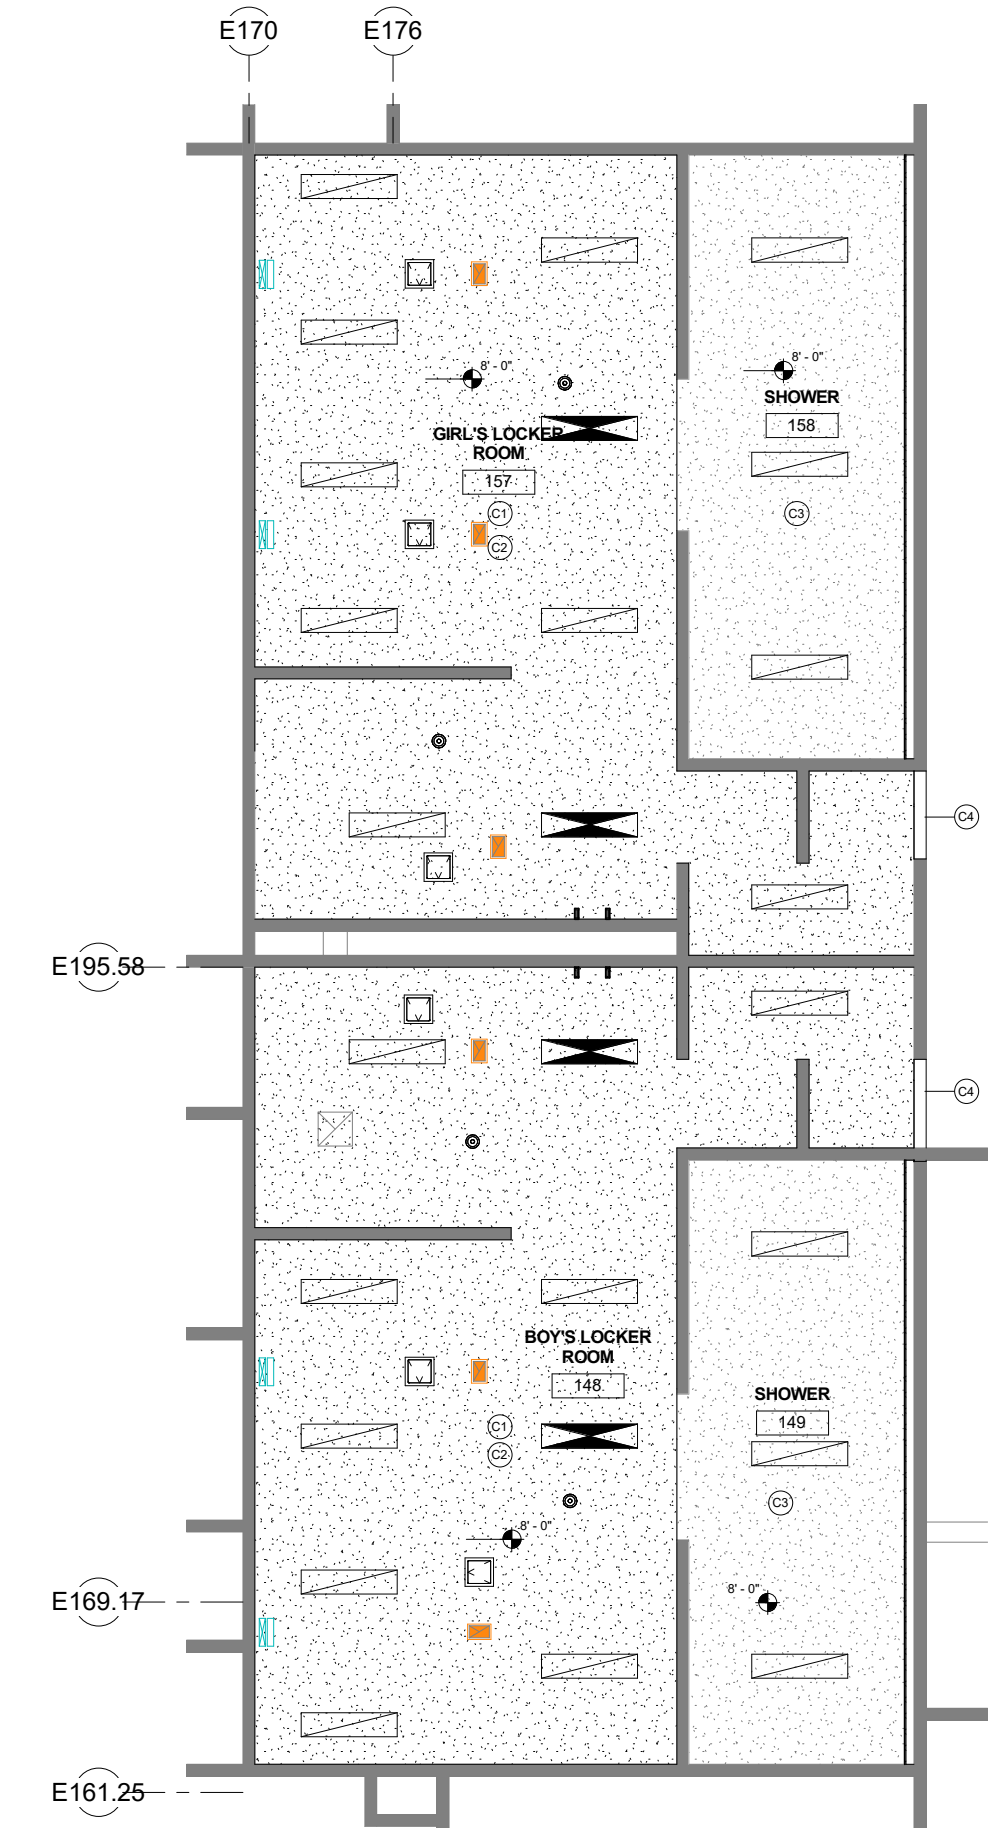 E170
E176
8' - 0"
8' - 0"
SHOWER
158
GIRL'S LOCKER
ROOM
157
C1
C3
C2
C4
E195.58
C4
BOY'S LOCKER
ROOM
148
SHOWER
149
C1
C2
C3
8' - 0"
8' - 0"
E169.17
E161.25